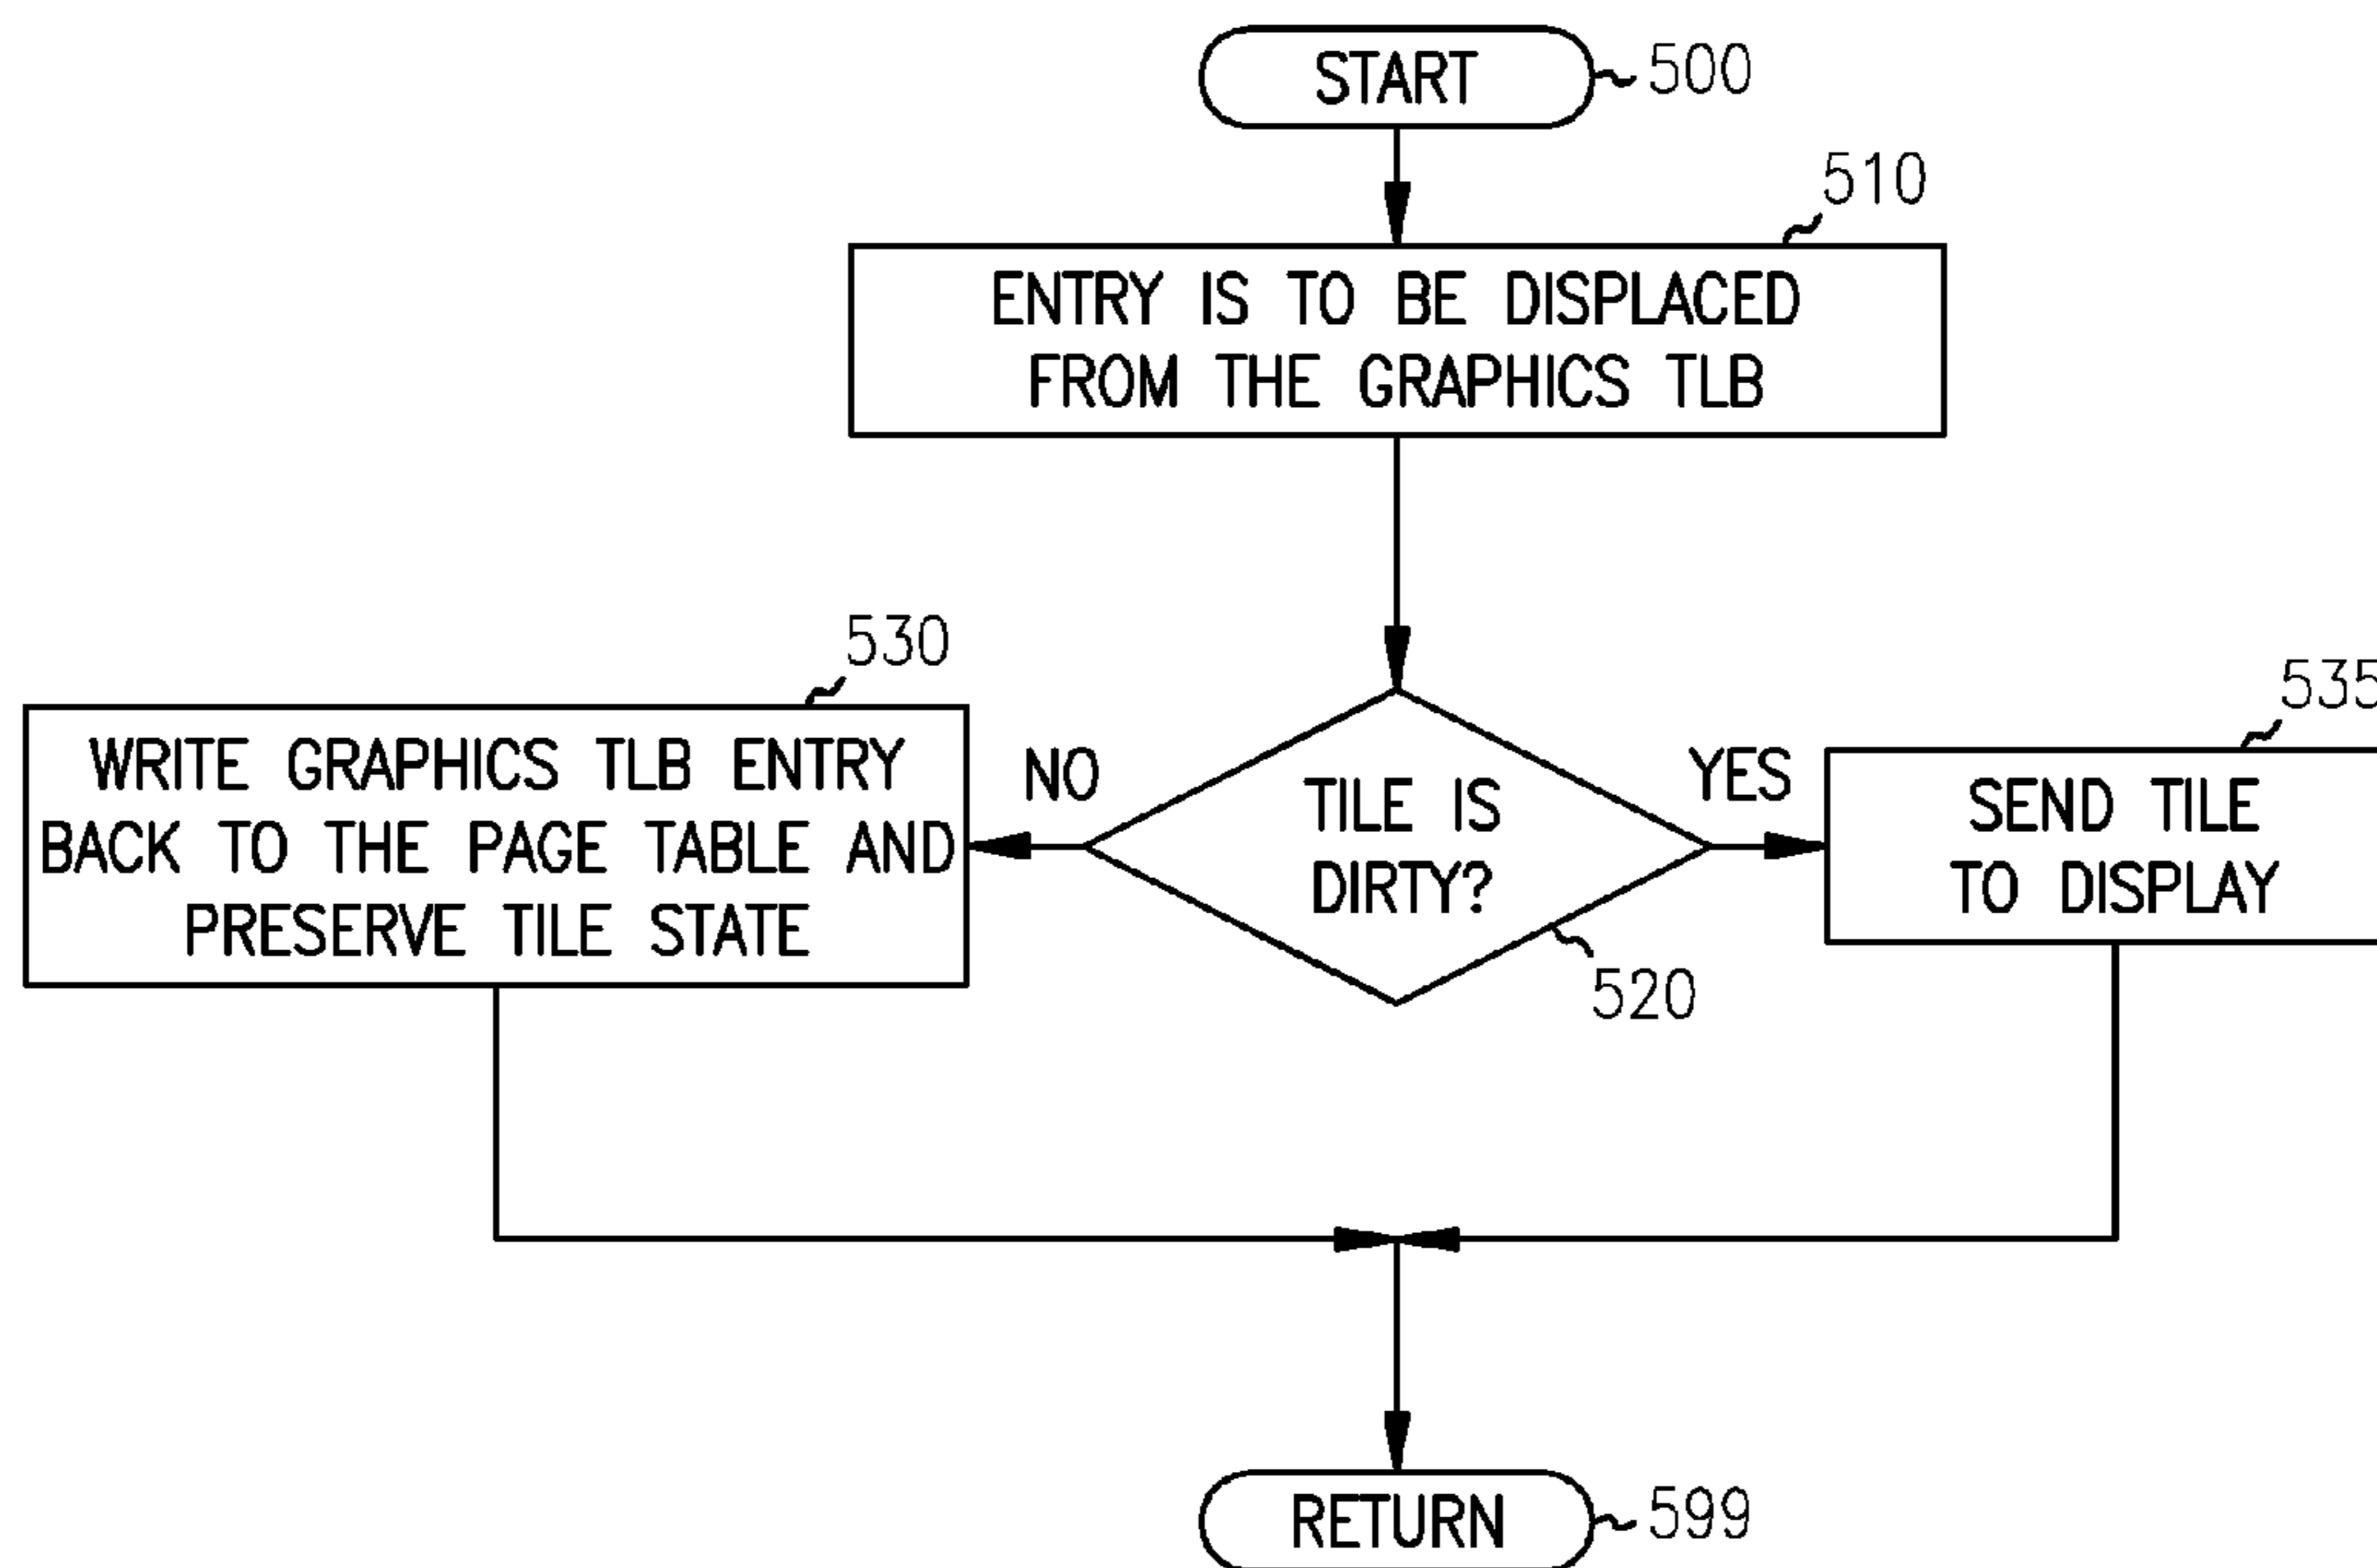 START
500
510
ENTRY IS TO BE DISPLACED
FROM THE GRAPHICS TLB
530
535
WRITE GRAPHICS TLB ENTRY
BACK TO THE PAGE TABLE AND
PRESERVE TILE STATE
NO
TILE IS
DIRTY?
YES
SEND TILE
TO DISPLAY
520
RETURN
599